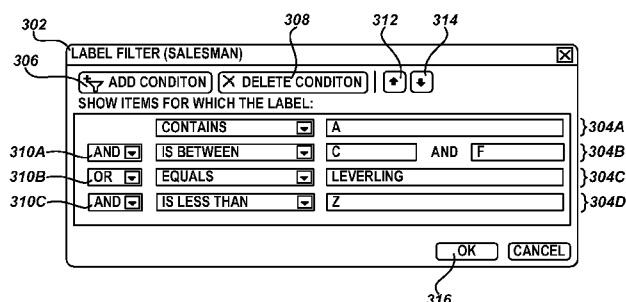 302 308 312 314
LABEL FILTER (SALESMAN)
306 ADD CONDITON DELETE CONDITON
SHOW ITEMS FOR WHICH THE LABEL:
CONTAINS A 304A
310A AND IS BETWEEN C AND F 304B
310B OR EQUALS LEVERLING 304C
310C AND IS LESS THAN Z 304D
OK CANCEL
316